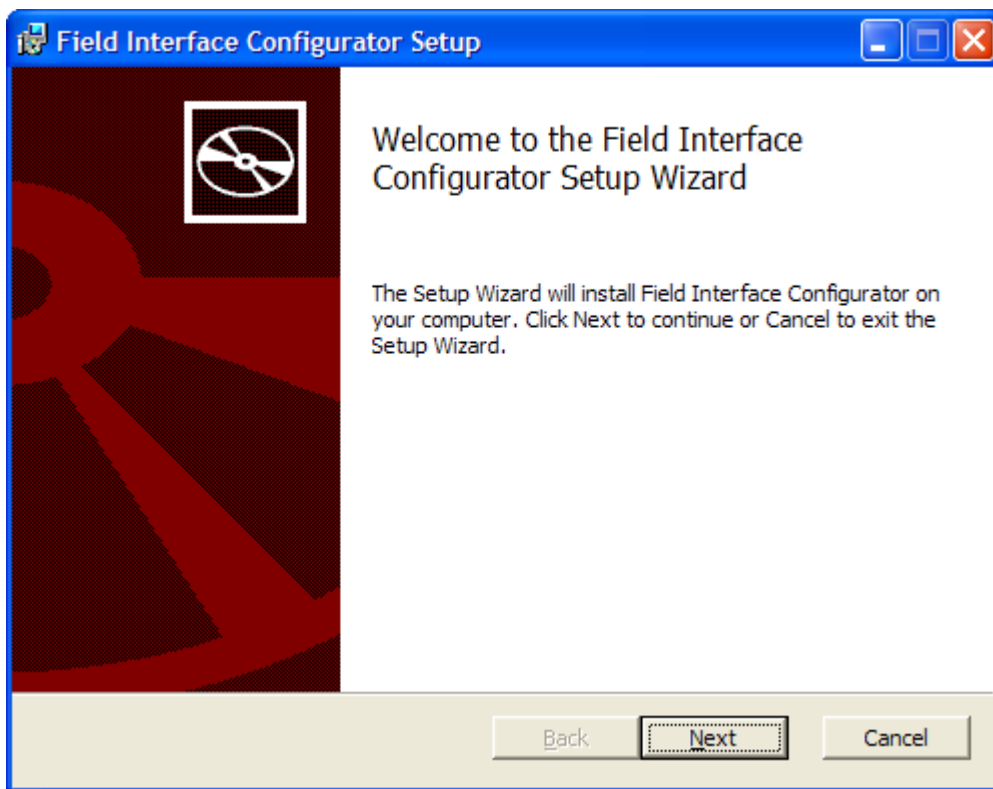 Field Interface Configurator Setup
Welcome to the Field Interface
Configurator Setup Wizard
The Setup Wizard will install Field Interface Configurator on
your computer. Click Next to continue or Cancel to exit the
Setup Wizard.
Back Next Cancel